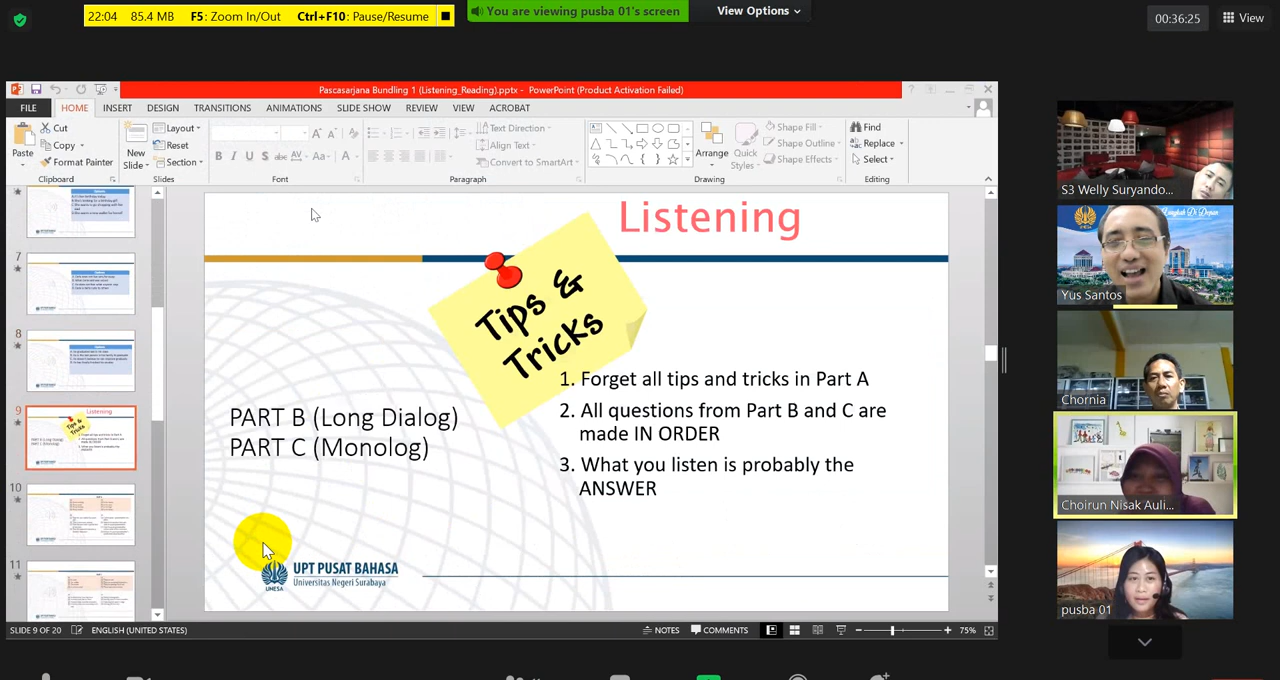 22:04 85.4 MB F5: Zoom In/Out Ctrl+F10: Pause/Resume
You are viewing pusba 01's screen
View Options
00:36:25
View
Pascasarjana Bundling 1 (Listening_Reading).pptx - PowerPoint (Product Activation Failed)
FILE HOME INSERT DESIGN TRANSITIONS ANIMATIONS SLIDE SHOW REVIEW VIEW ACROBAT
Paste
Cut
Copy
Format Painter
Clipboard
New
Slide
Layout
Reset
Section
Slides
Font
Text Direction
Align Text
Convert to SmartArt
Paragraph
Arrange
Quick
Styles
Shape Fill
Shape Outline
Shape Effects
Drawing
Find
Replace
Select
Editing
7
8
9
10
11
Listening
Tips &
Tricks
PART B (Long Dialog)
PART C (Monolog)
1. Forget all tips and tricks in Part A
2. All questions from Part B and C are
made IN ORDER
3. What you listen is probably the
ANSWER
UNESA
UPT PUSAT BAHASA
Universitas Negeri Surabaya
SLIDE 9 OF 20 ENGLISH (UNITED STATES) NOTES COMMENTS 75%
S3 Welly Suryando...
Yus Santos
Chornia
Choirun Nisak Auli...
pusba 01